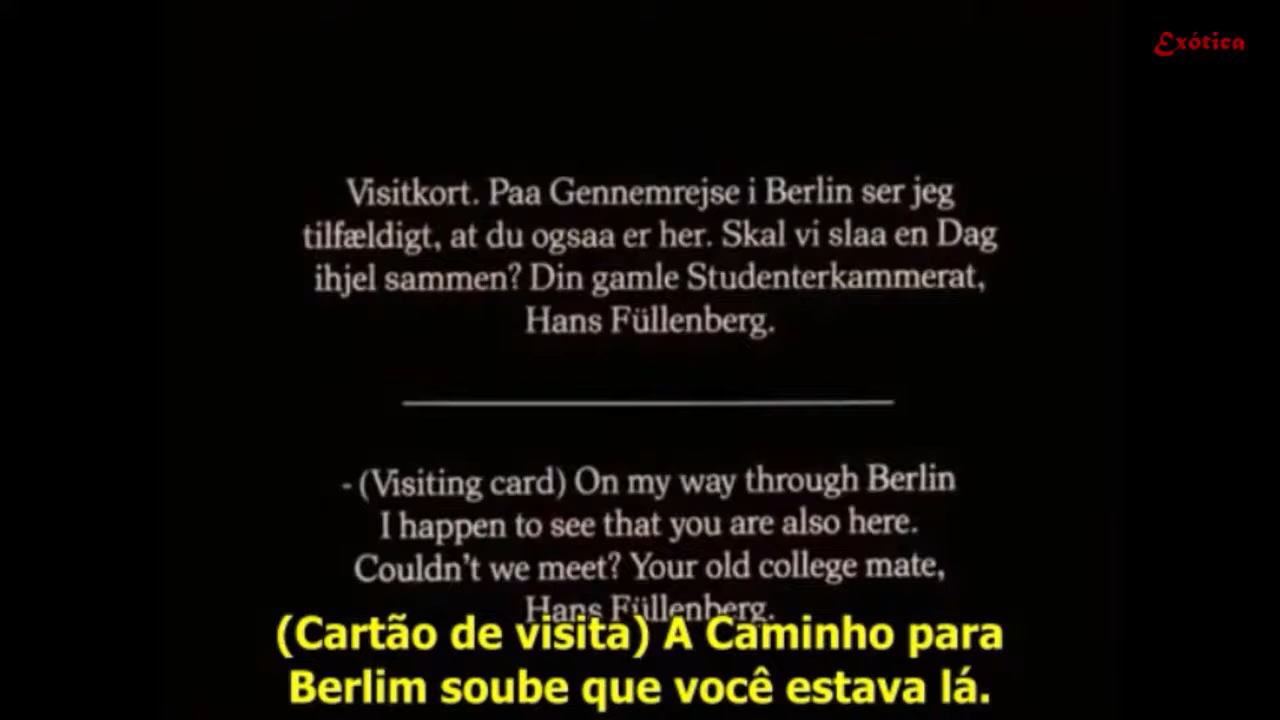 Exótica
Visitkort. Paa Gennemrejse i Berlin ser jeg
tilfældigt, at du ogsaa er her. Skal vi slaa en Dag
ihjel sammen? Din gamle Studenterkammerat,
Hans Füllenberg.
- (Visiting card) On my way through Berlin
I happen to see that you are also here.
Couldn't we meet? Your old college mate,
Hans Füllenberg.
(Cartão de visita) A Caminho para
Berlim soube que você estava lá.